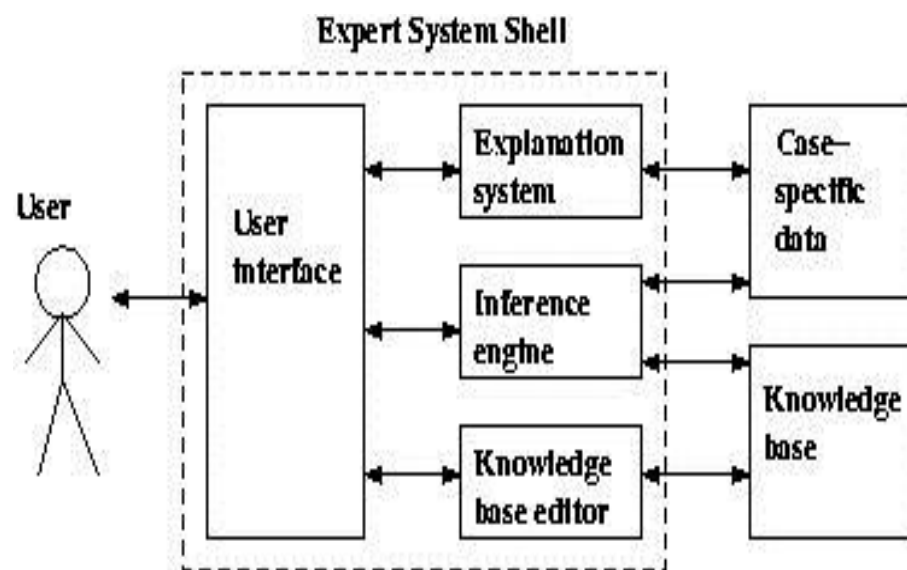 Expert System Shell
User
User
interface
Explanation
system
Inference
engine
Knowledge
base editor
Case-
specific
data
Knowledge
base